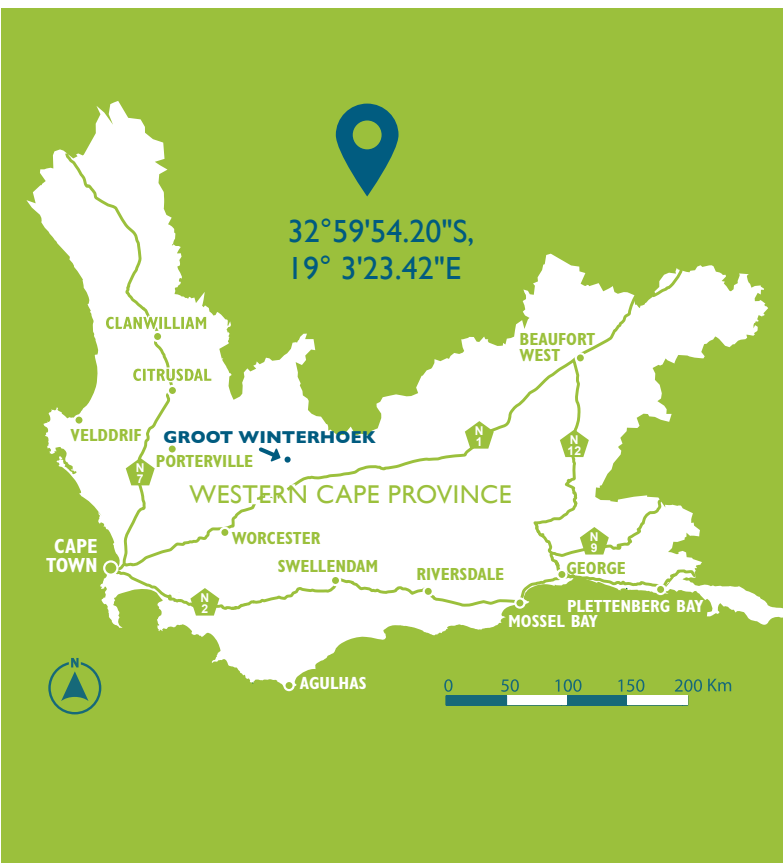 32°59'54.20"S,
19° 3'23.42"E
CLANWILLIAM
BEAUFORT
WEST
CITRUSDAL
VELDDRIF
GROOT WINTERHOEK
N
1
N
12
PORTERVILLE
N
7
WESTERN CAPE PROVINCE
WORCESTER
N
9
CAPE
TOWN
SWELLENDAM
RIVERSDALE
GEORGE
N
2
PLETTENBERG BAY
MOSSEL BAY
N
AGULHAS
0 50 100 150 200 Km